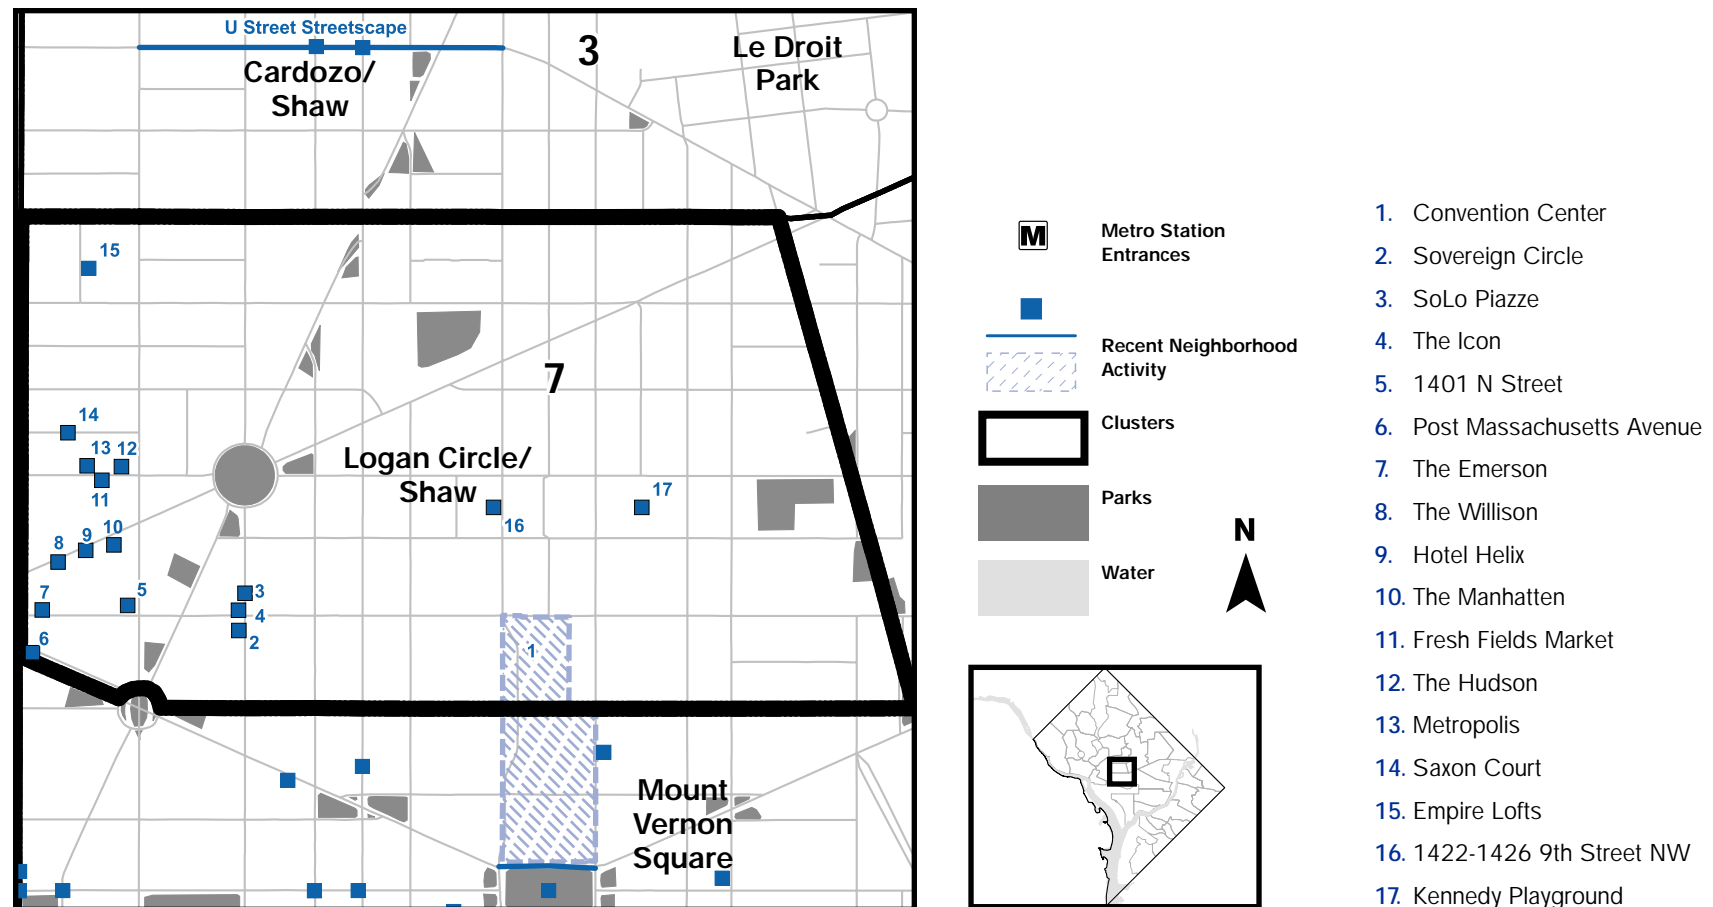 U Street Streetscape
Cardozo/
Shaw
3
Le Droit
Park
15
7
14
13 12
11
Logan Circle/
Shaw
16
17
8 9 10
7
5
3
4
2
6
1
Mount
Vernon
Square
M
Metro Station
Entrances
Recent Neighborhood
Activity
Clusters
Parks
Water
N
1. Convention Center
2. Sovereign Circle
3. SoLo Piazze
4. The Icon
5. 1401 N Street
6. Post Massachusetts Avenue
7. The Emerson
8. The Willison
9. Hotel Helix
10. The Manhatten
11. Fresh Fields Market
12. The Hudson
13. Metropolis
14. Saxon Court
15. Empire Lofts
16. 1422-1426 9th Street NW
17. Kennedy Playground